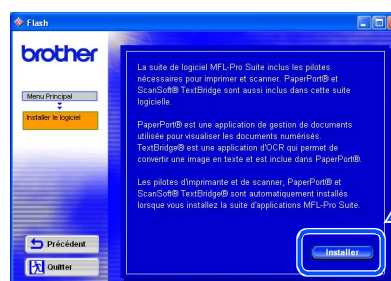 Flash
brother
Menu Principal
Installer le logiciel
La suite de logiciel MFL-Pro Suite inclus les pilotes
nécessaires pour imprimer et scanner. PaperPort® et
ScanSoft® TextBridge sont aussi inclus dans cette suite
logicielle.
PaperPort® est une application de gestion de documents
utilisée pour visualiser les documents numérisés.
TextBridge® est une application d'OCR qui permet de
convertir une image en texte et est inclue dans PaperPort®.
Les pilotes d'imprimante et de scanner, PaperPort® et
ScanSoft® TextBridge® sont automatiquement installés
lorsque vous installez la suite d'applications MFL-Pro Suite.
Précédent
Quitter
Installer